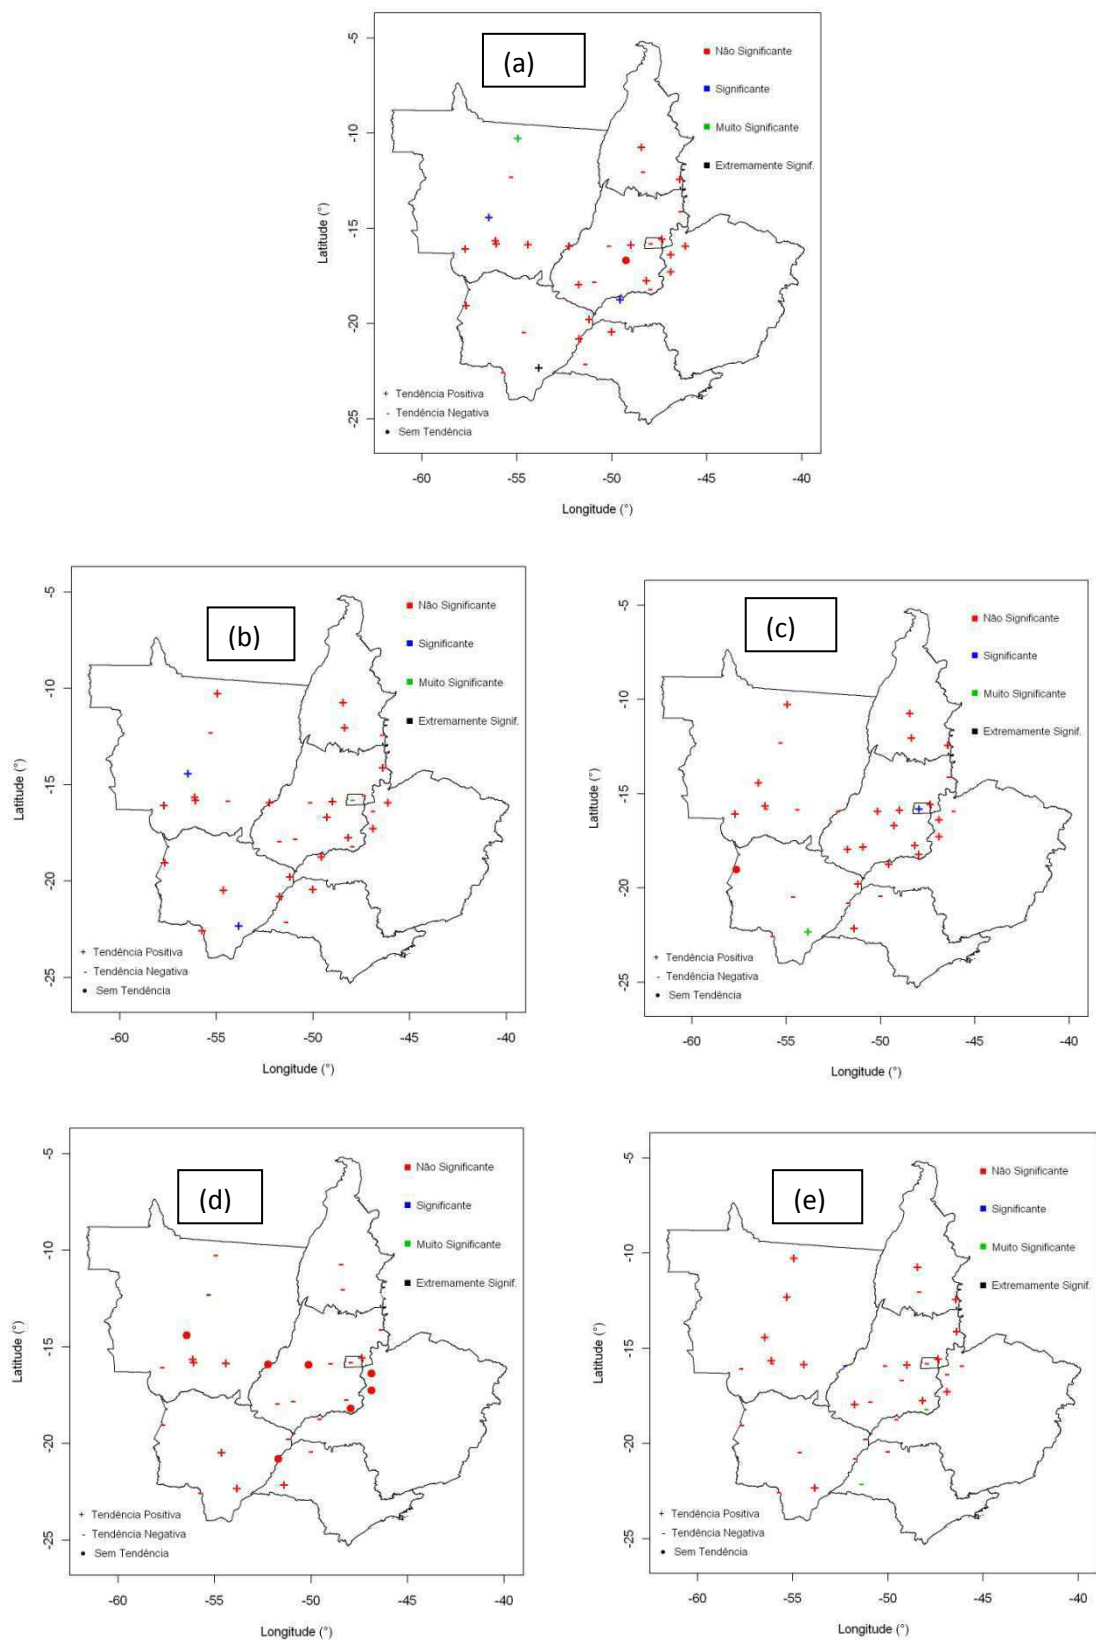 (a)
Não Significante
Significante
Muito Significante
Extremamente Signif.
-5
-10
-15
-20
-25
Latitude (°)
+ Tendência Positiva
- Tendência Negativa
● Sem Tendência
-60 -55 -50 -45 -40
Longitude (°)
(b)
Não Significante
Significante
Muito Significante
Extremamente Signif.
-5
-10
-15
-20
-25
Latitude (°)
+ Tendência Positiva
- Tendência Negativa
● Sem Tendência
-60 -55 -50 -45 -40
Longitude (°)
(c)
Não Significante
Significante
Muito Significante
Extremamente Signif.
-5
-10
-15
-20
-25
Latitude (°)
+ Tendência Positiva
- Tendência Negativa
● Sem Tendência
-60 -55 -50 -45 -40
Longitude (°)
(d)
Não Significante
Significante
Muito Significante
Extremamente Signif.
-5
-10
-15
-20
-25
Latitude (°)
+ Tendência Positiva
- Tendência Negativa
● Sem Tendência
-60 -55 -50 -45 -40
Longitude (°)
(e)
Não Significante
Significante
Muito Significante
Extremamente Signif.
-5
-10
-15
-20
-25
Latitude (°)
+ Tendência Positiva
- Tendência Negativa
● Sem Tendência
-60 -55 -50 -45 -40
Longitude (°)